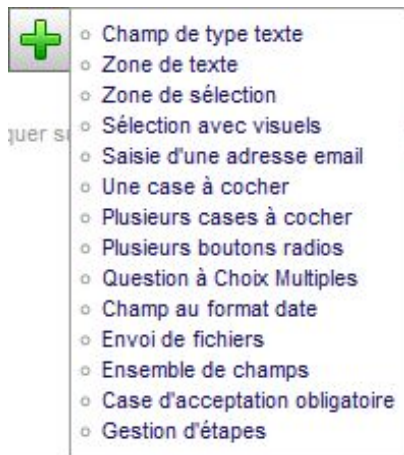 Champ de type texte
Zone de texte
Zone de sélection
Sélection avec visuels
Saisie d'une adresse email
Une case à cocher
Plusieurs cases à cocher
Plusieurs boutons radios
Question à Choix Multiples
Champ au format date
Envoi de fichiers
Ensemble de champs
Case d'acceptation obligatoire
Gestion d'étapes